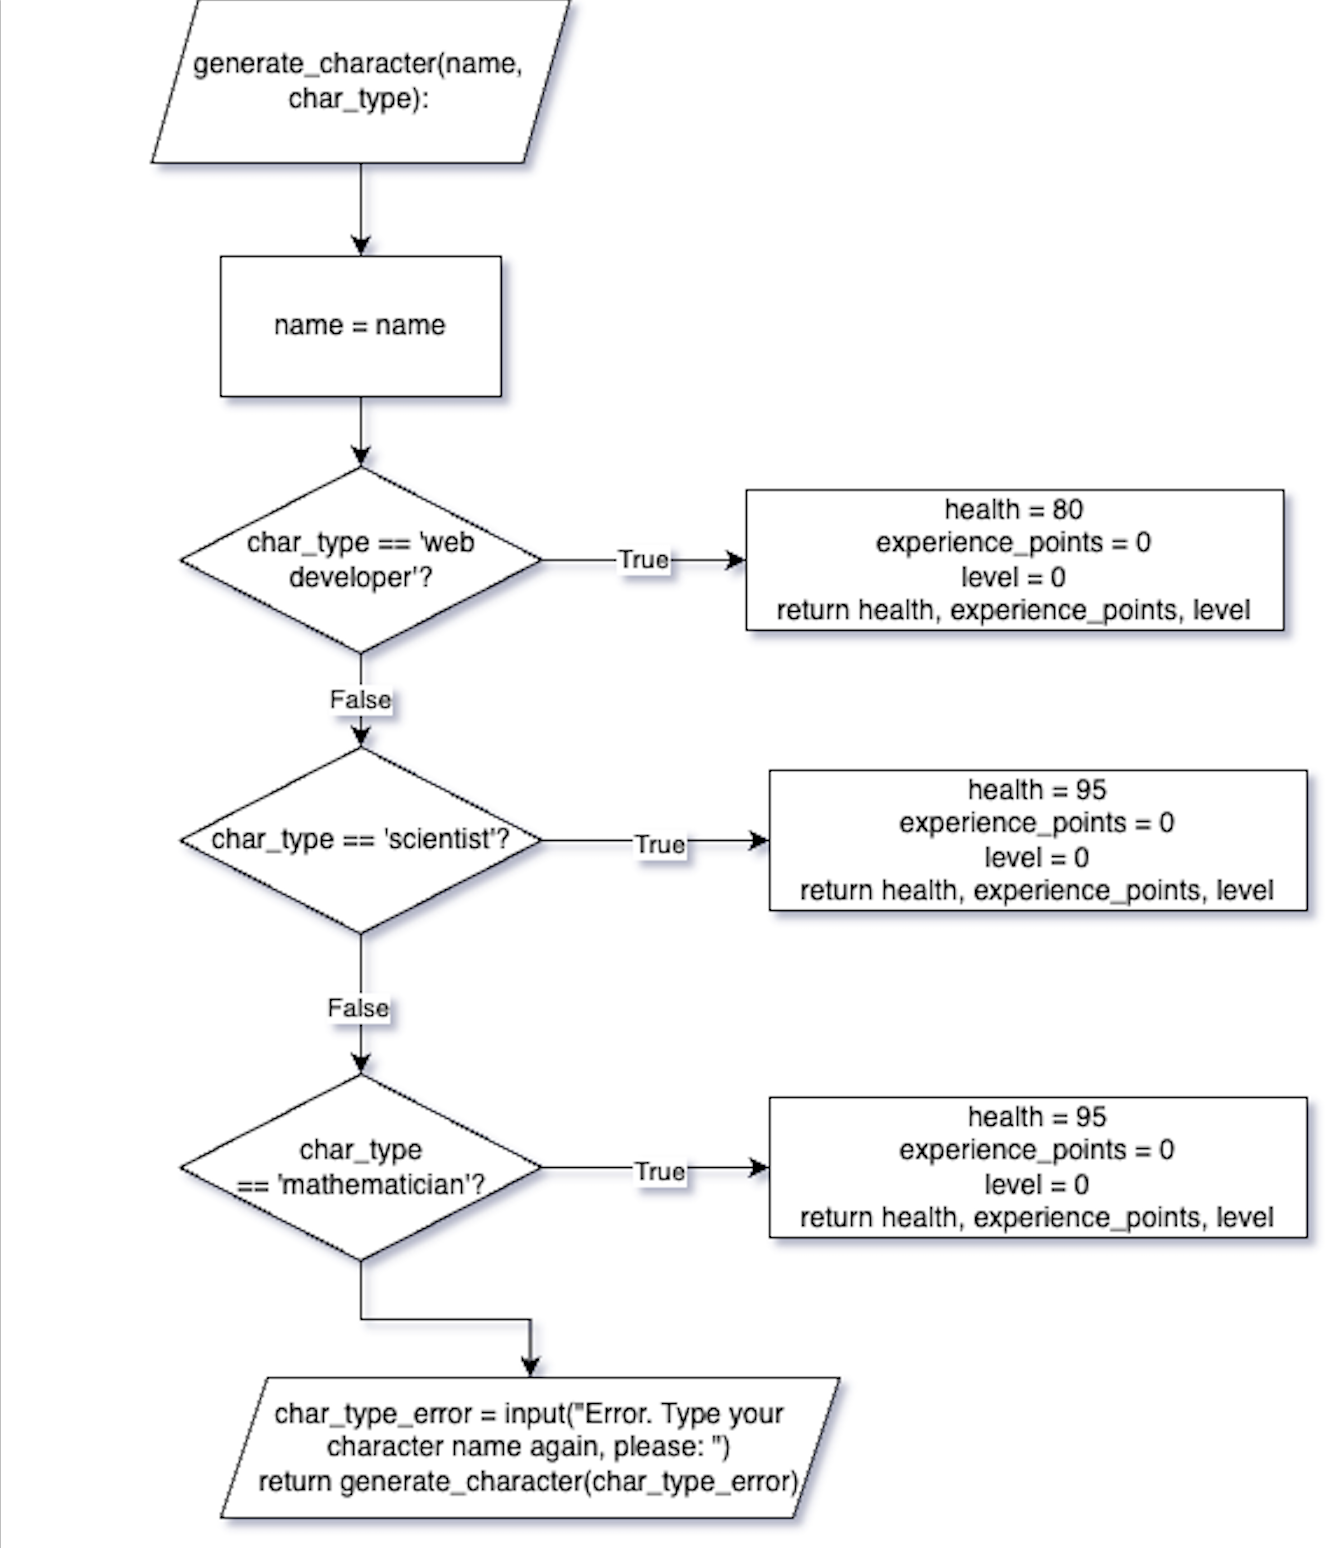 generate_character(name,
char_type):
name = name
char_type == 'web
developer'?
True
health = 80
experience_points = 0
level = 0
return health, experience_points, level
False
char_type == 'scientist'?
True
health = 95
experience_points = 0
level = 0
return health, experience_points, level
False
char_type
== 'mathematician'?
True
health = 95
experience_points = 0
level = 0
return health, experience_points, level
char_type_error = input("Error. Type your
character name again, please: ")
return generate_character(char_type_error)